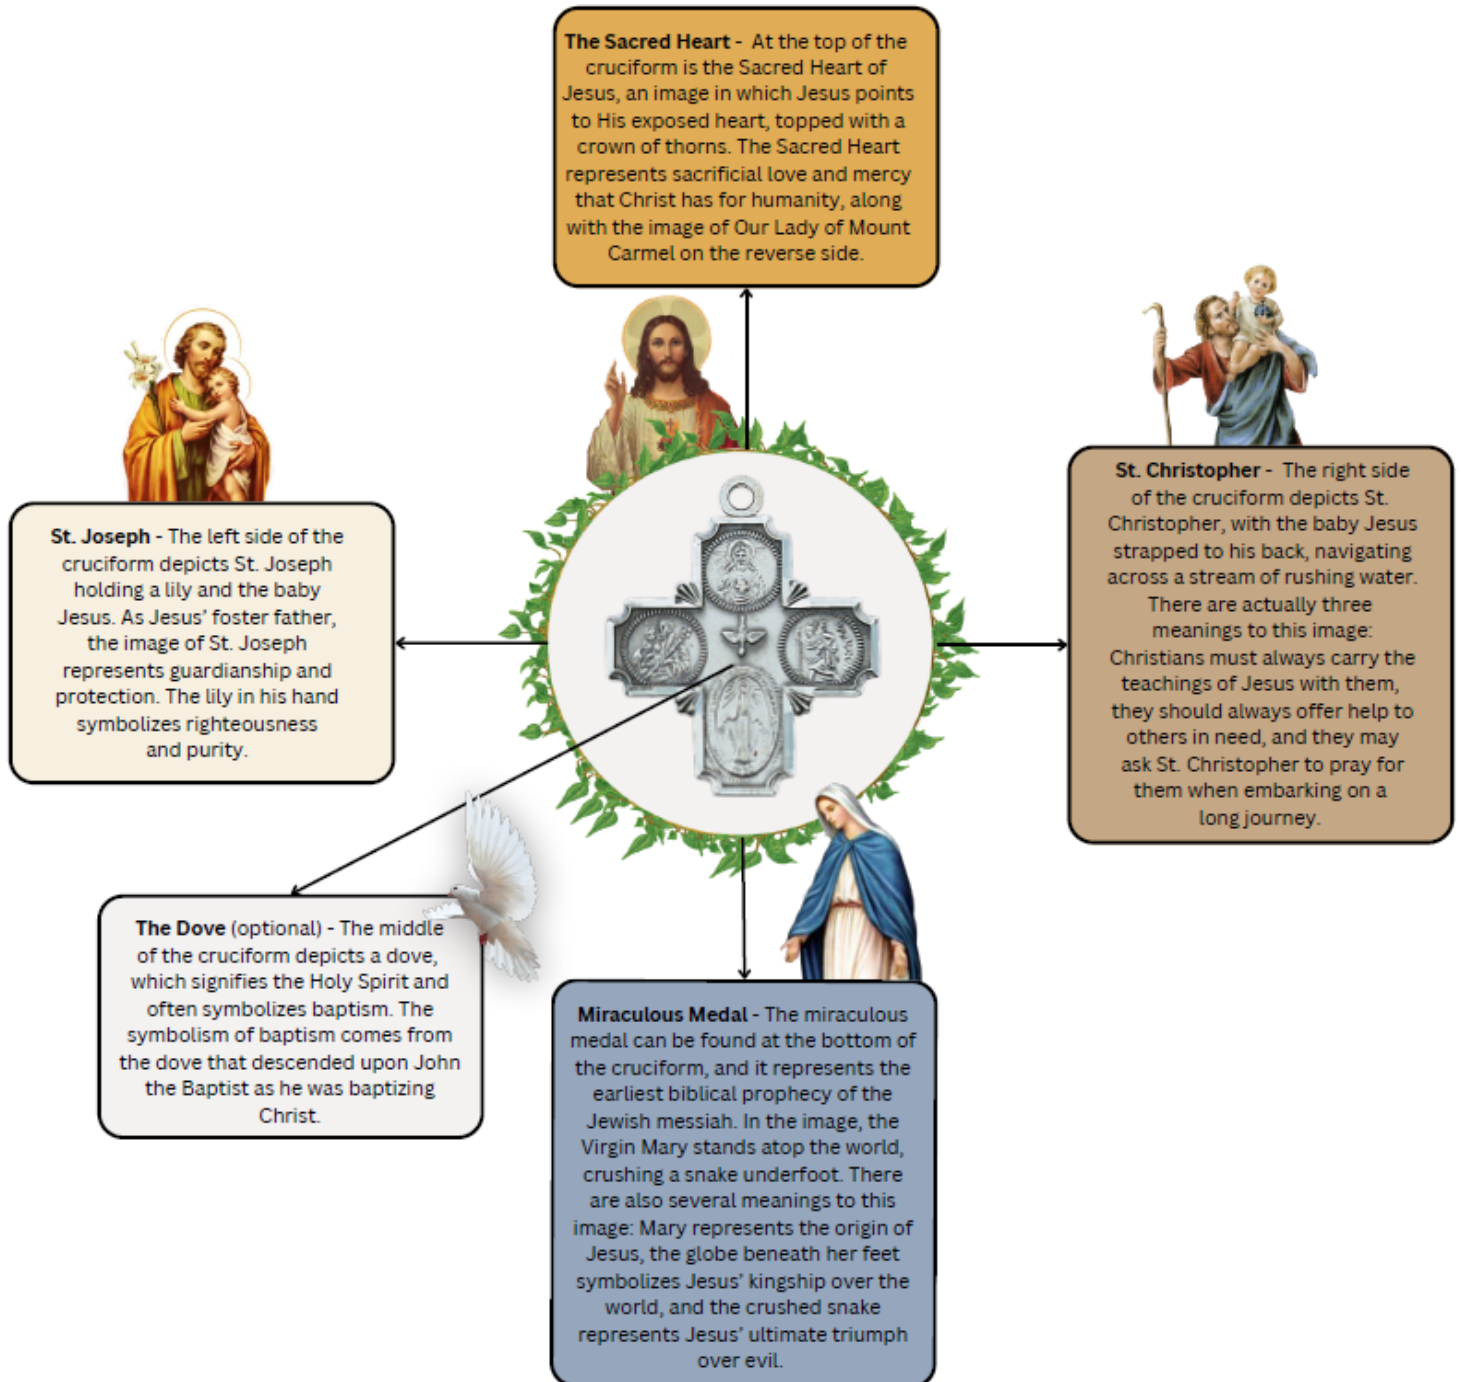 The Sacred Heart - At the top of the
cruciform is the Sacred Heart of
Jesus, an image in which Jesus points
to His exposed heart, topped with a
crown of thorns. The Sacred Heart
represents sacrificial love and mercy
that Christ has for humanity, along
with the image of Our Lady of Mount
Carmel on the reverse side.
St. Joseph - The left side of the
cruciform depicts St. Joseph
holding a lily and the baby
Jesus. As Jesus' foster father,
the image of St. Joseph
represents guardianship and
protection. The lily in his hand
symbolizes righteousness
and purity.
St. Christopher - The right side
of the cruciform depicts St.
Christopher, with the baby Jesus
strapped to his back, navigating
across a stream of rushing water.
There are actually three
meanings to this image:
Christians must always carry the
teachings of Jesus with them,
they should always offer help to
others in need, and they may
ask St. Christopher to pray for
them when embarking on a
long journey.
The Dove (optional) - The middle
of the cruciform depicts a dove,
which signifies the Holy Spirit and
often symbolizes baptism. The
symbolism of baptism comes from
the dove that descended upon John
the Baptist as he was baptizing
Christ.
Miraculous Medal - The miraculous
medal can be found at the bottom of
the cruciform, and it represents the
earliest biblical prophecy of the
Jewish messiah. In the image, the
Virgin Mary stands atop the world,
crushing a snake underfoot. There
are also several meanings to this
image: Mary represents the origin of
Jesus, the globe beneath her feet
symbolizes Jesus' kingship over the
world, and the crushed snake
represents Jesus' ultimate triumph
over evil.